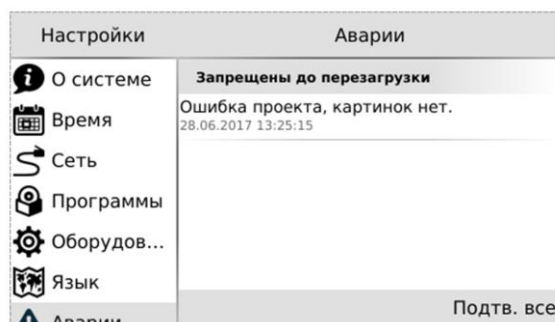 Настройки
Аварии
О системе
Время
Сеть
Программы
Оборудов...
Язык
Аварии
Запрещены до перезагрузки
Ошибка проекта, картинок нет.
28.06.2017 13:25:15
Подтв. все